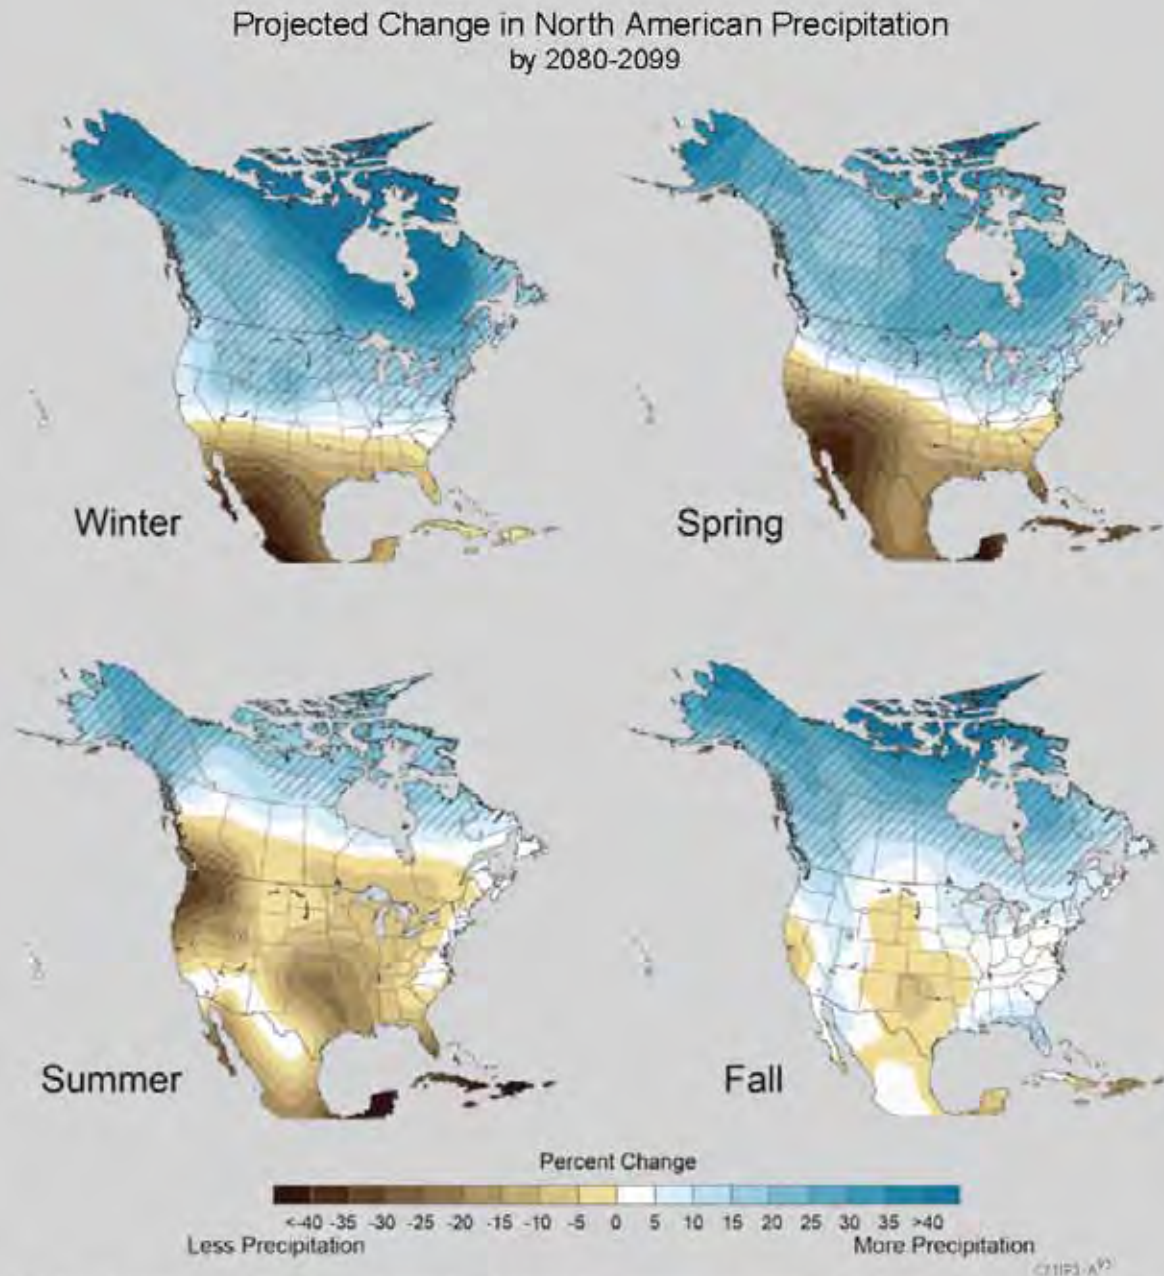 Projected Change in North American Precipitation
by 2080-2099
Winter
Spring
Summer
Fall
Percent Change
<-40 -35 -30 -25 -20 -15 -10 -5 0 5 10 15 20 25 30 35 >40
Less Precipitation
More Precipitation